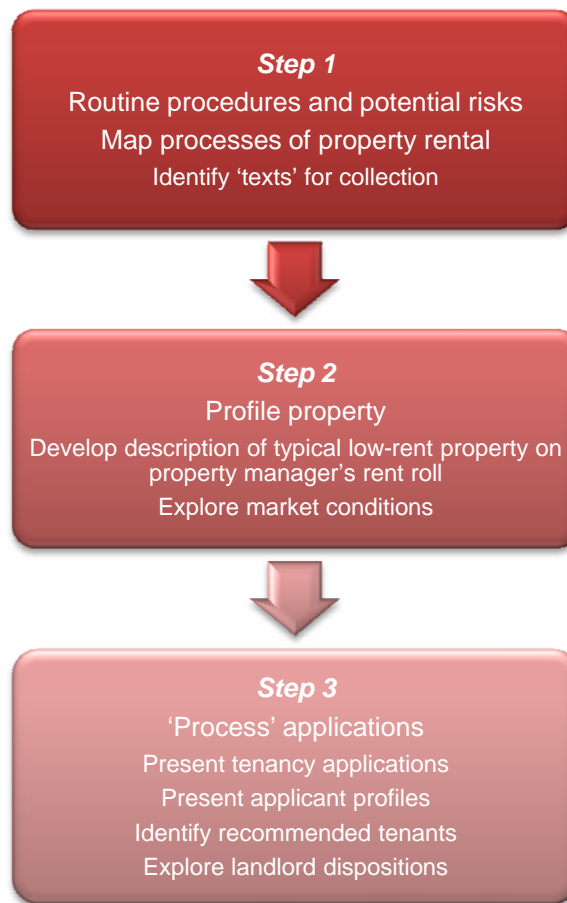 Step 1
Routine procedures and potential risks
Map processes of property rental
Identify ‘texts’ for collection
Step 2
Profile property
Develop description of typical low-rent property on
property manager’s rent roll
Explore market conditions
Step 3
‘Process’ applications
Present tenancy applications
Present applicant profiles
Identify recommended tenants
Explore landlord dispositions